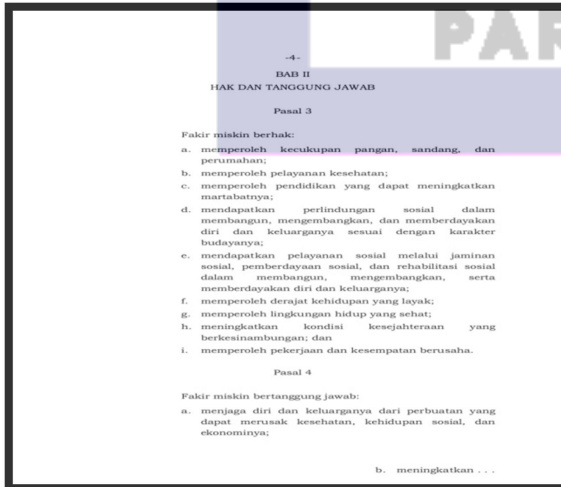 PAR
-4-
BAB II
HAK DAN TANGGUNG JAWAB
Pasal 3
Fakir miskin berhak:
a. memperoleh kecukupan pangan, sandang, dan
perumahan;
b. memperoleh pelayanan kesehatan;
c. memperoleh pendidikan yang dapat meningkatkan
martabatnya;
d. mendapatkan perlindungan sosial dalam
membangun, mengembangkan, dan memberdayakan
diri dan keluarganya sesuai dengan karakter
budayanya;
e. mendapatkan pelayanan sosial melalui jaminan
sosial, pemberdayaan sosial, dan rehabilitasi sosial
dalam membangun, mengembangkan, serta
memberdayakan diri dan keluarganya;
f. memperoleh derajat kehidupan yang layak;
g. memperoleh lingkungan hidup yang sehat;
h. meningkatkan kondisi kesejahteraan yang
berkesinambungan; dan
i. memperoleh pekerjaan dan kesempatan berusaha.
Pasal 4
Fakir miskin bertanggung jawab:
a. menjaga diri dan keluarganya dari perbuatan yang
dapat merusak kesehatan, kehidupan sosial, dan
ekonominya;
b. meningkatkan . . .